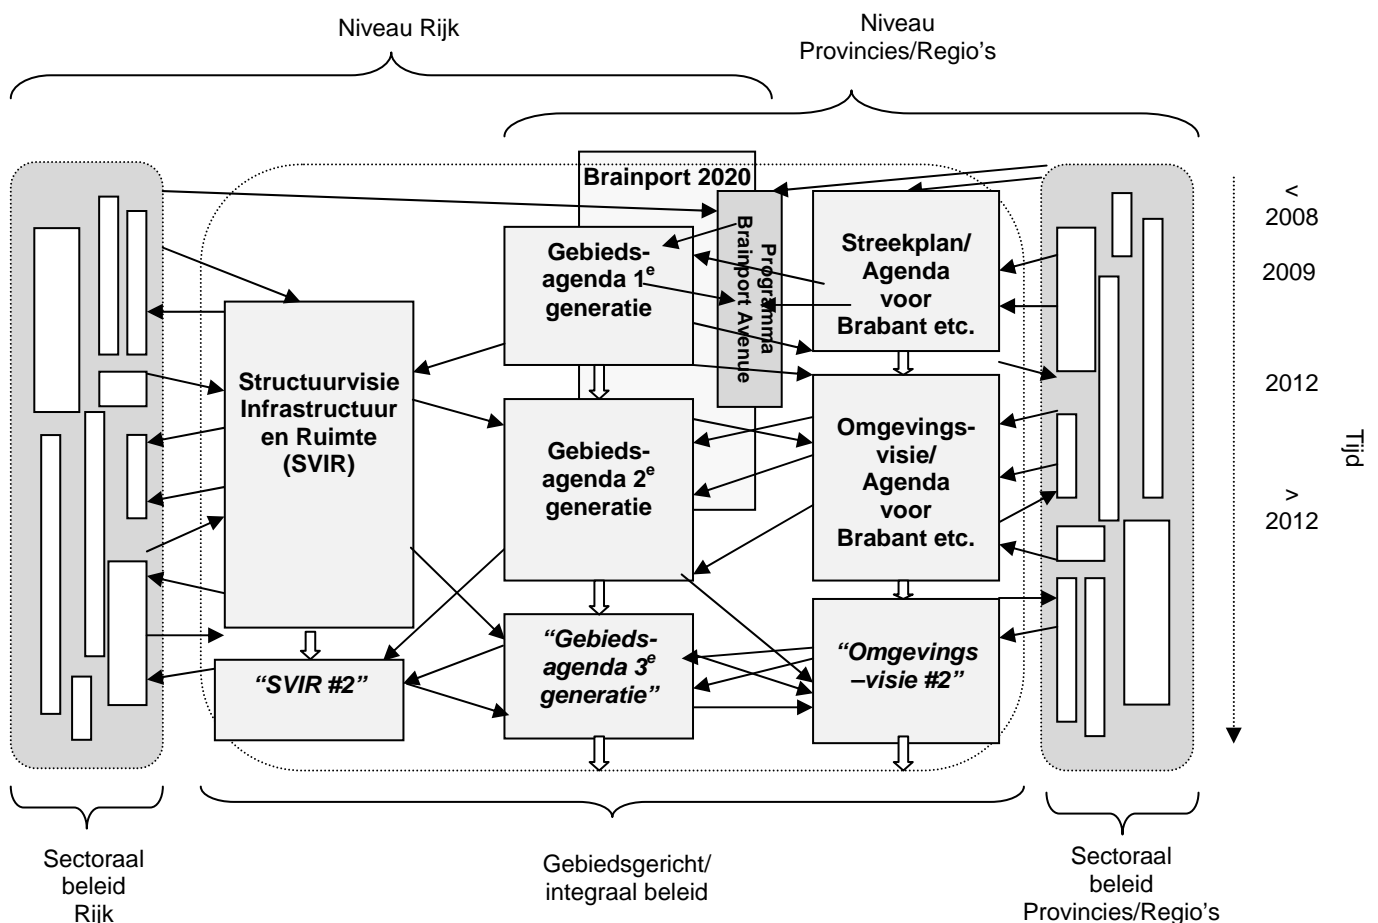 Niveau Rijk
Niveau
Provincies/Regio's
Brainport 2020
Programma
Brainport Avenue
Gebieds-
agenda 1e
generatie
Streekplan/
Agenda
voor
Brabant etc.
<
2008
2009
2012
>
2012
Tijd
Structuurvisie
Infrastructuur
en Ruimte
(SVIR)
Gebieds-
agenda 2e
generatie
Omgevings-
visie/
Agenda
voor
Brabant etc.
“SVIR #2”
“Gebieds-
agenda 3e
generatie”
“Omgevings
–visie #2”
Sectoraal
beleid
Rijk
Gebiedsgericht/
integraal beleid
Sectoraal
beleid
Provincies/Regio's